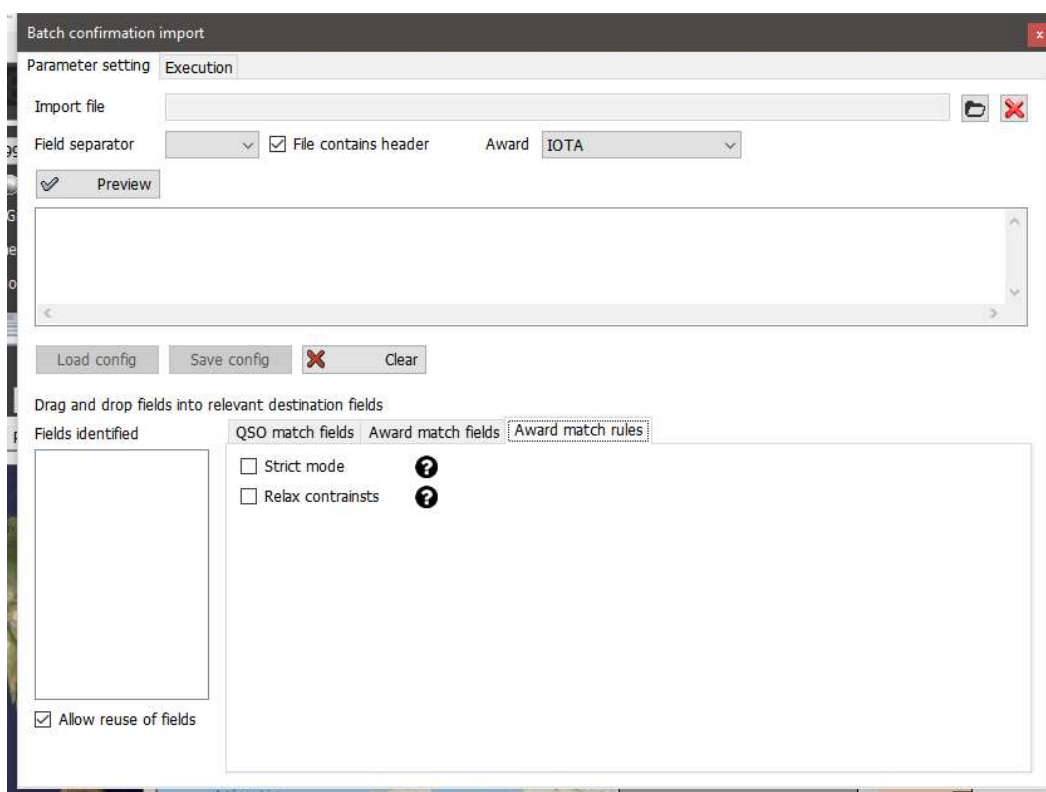 Batch confirmation import
x
Parameter setting Execution
Import file
Field separator File contains header Award IOTA
Preview
Load config Save config Clear
Drag and drop fields into relevant destination fields
Fields identified QSO match fields Award match fields Award match rules
Strict mode ?
Relax contrainsts ?
Allow reuse of fields